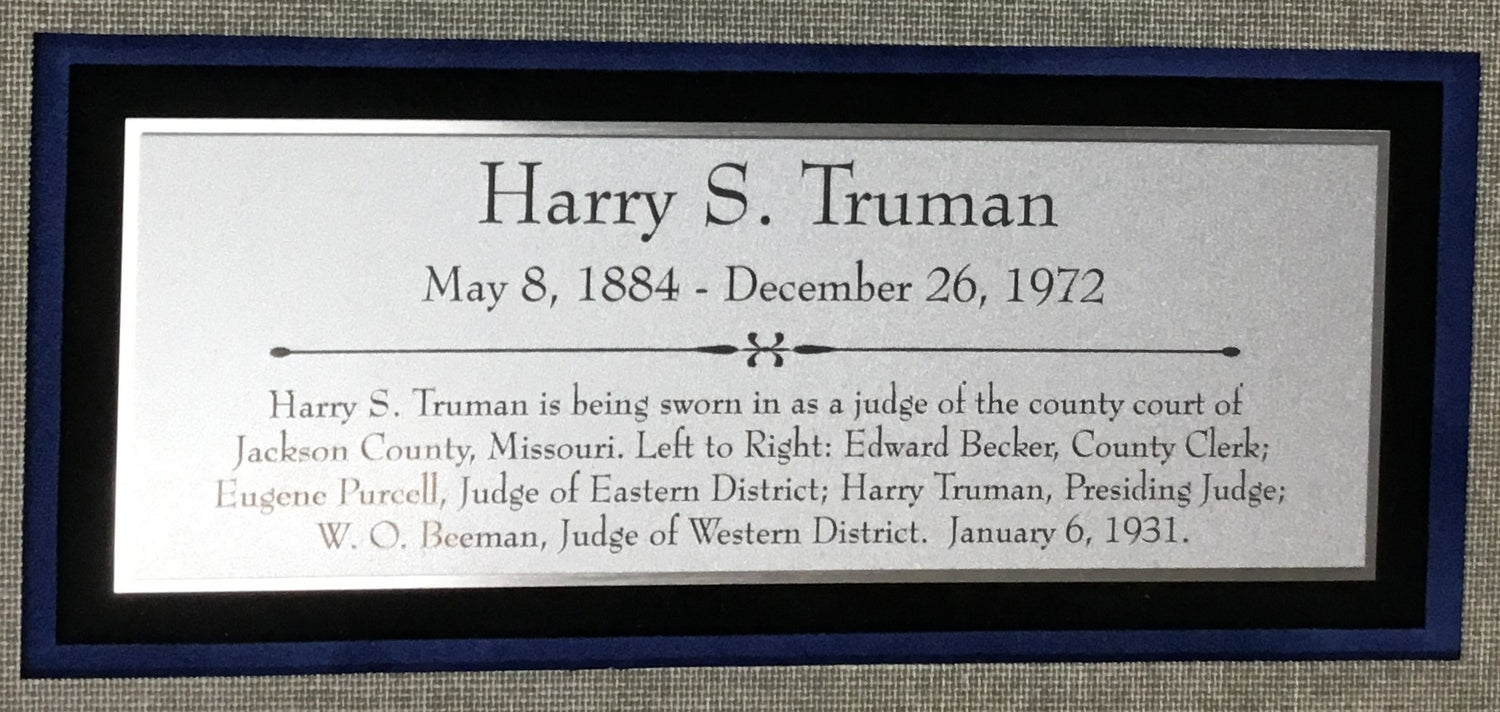 Harry S. Truman
May 8, 1884 - December 26, 1972
Harry S. Truman is being sworn in as a judge of the county court of
Jackson County, Missouri. Left to Right: Edward Becker, County Clerk;
Eugene Purcell, Judge of Eastern District; Harry Truman, Presiding Judge;
W. O. Beeman, Judge of Western District.  January 6, 1931.